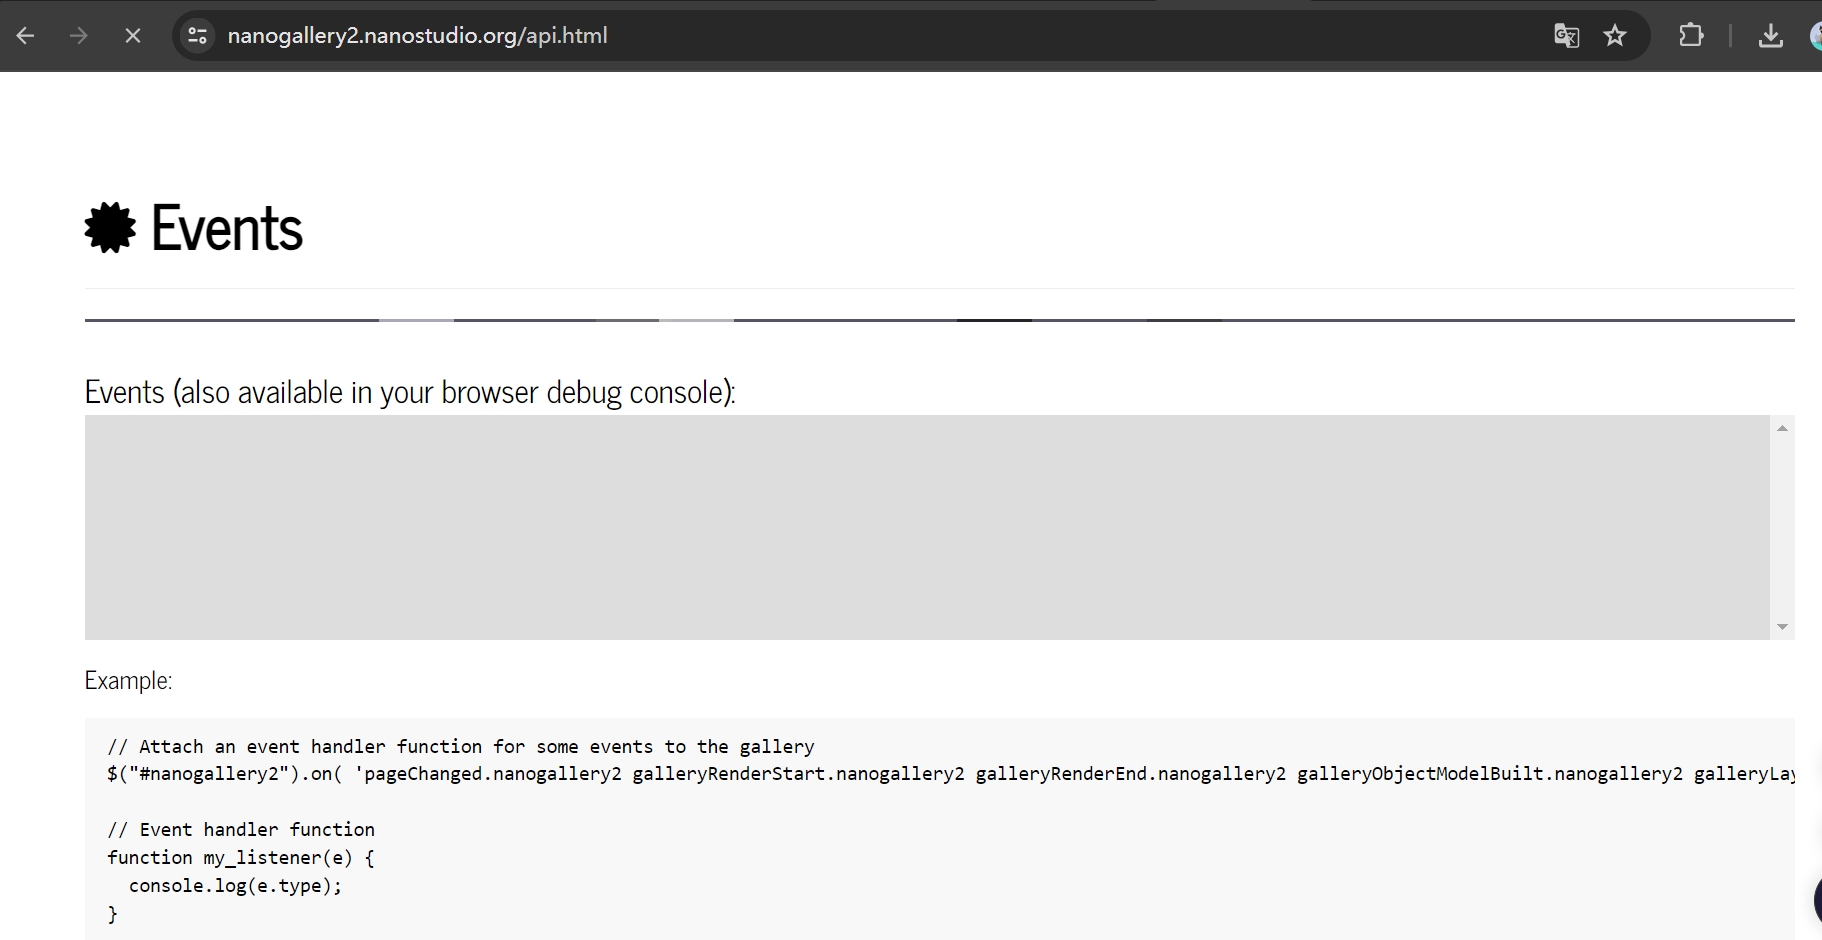 nanogallery2.nanostudio.org/api.html
Events
Events (also available in your browser debug console):
Example:
// Attach an event handler function for some events to the gallery
$("#nanogallery2").on( 'pageChanged.nanogallery2 galleryRenderStart.nanogallery2 galleryRenderEnd.nanogallery2 galleryObjectModelBuilt.nanogallery2 galleryLay
// Event handler function
function my_listener(e) {
console.log(e.type);
}